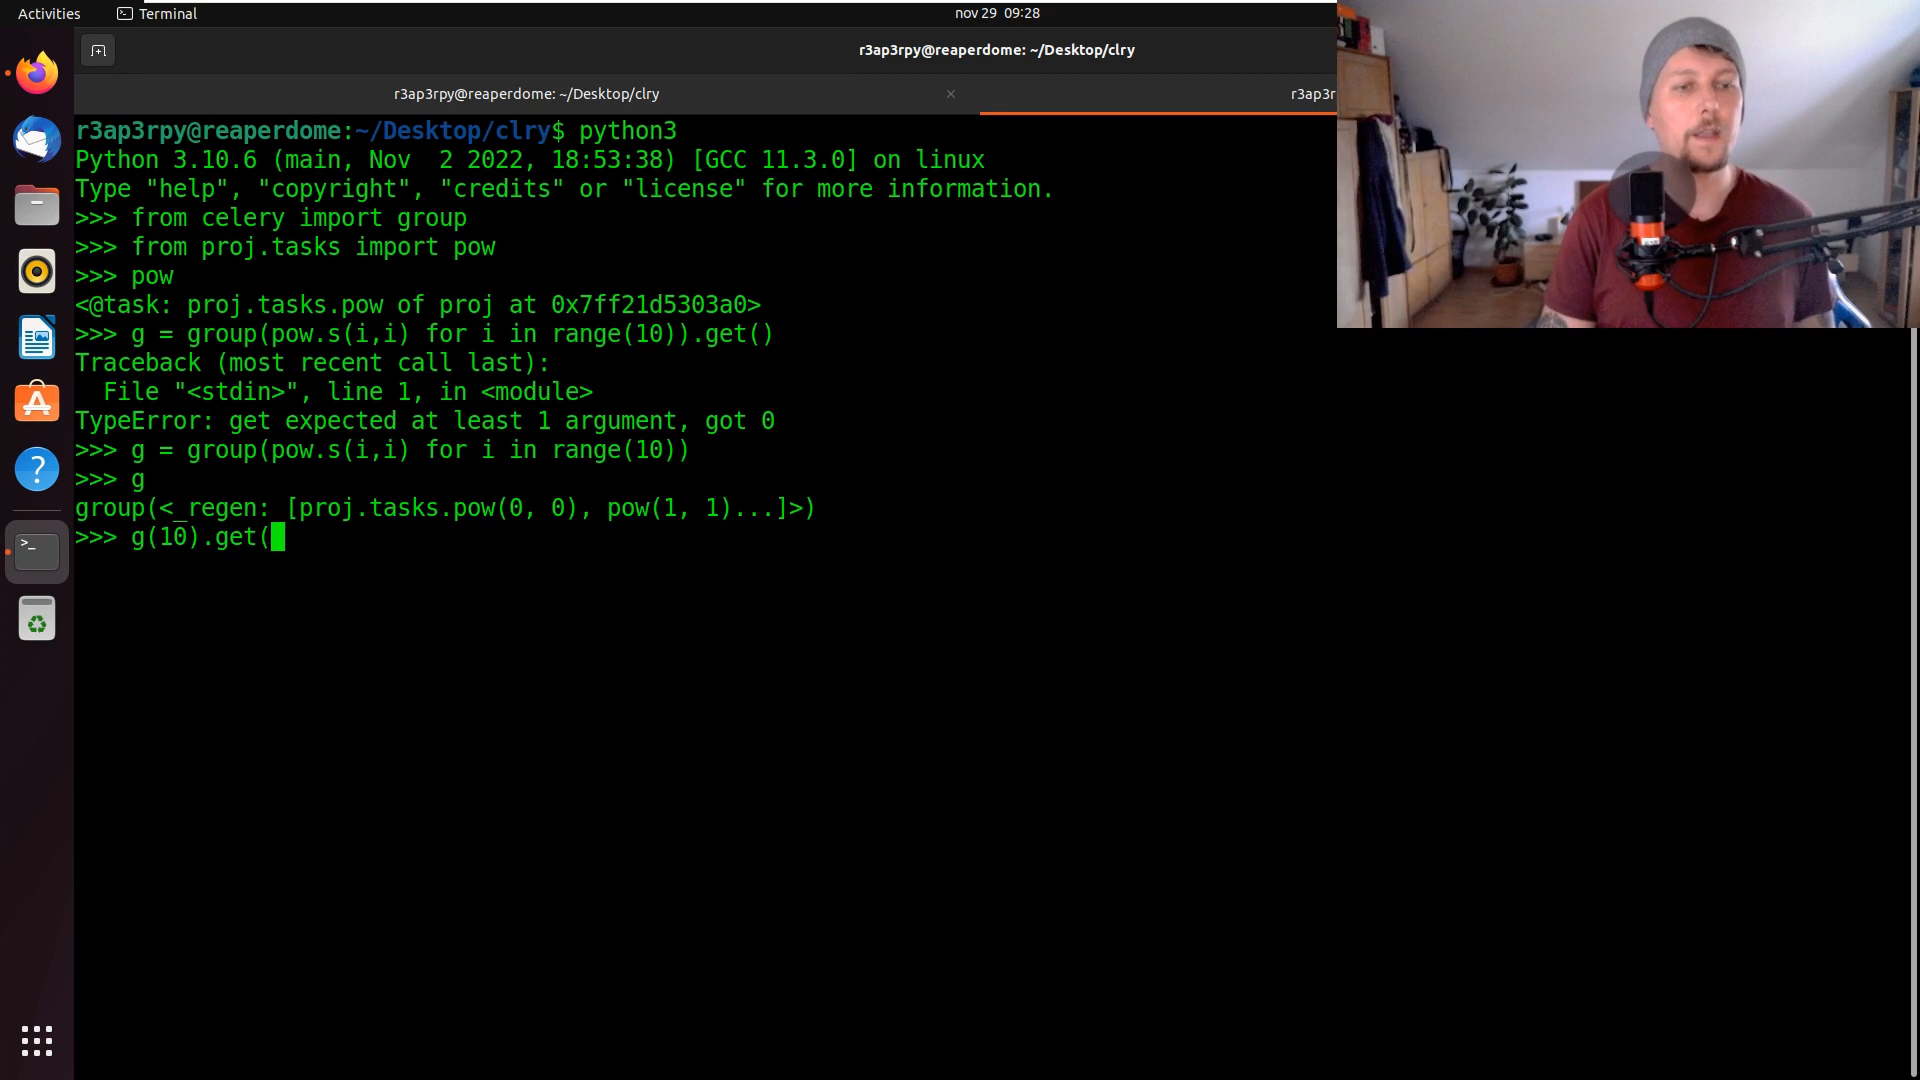 Activities
Terminal
nov 29 09:28
r3ap3rpy@reaperdome: ~/Desktop/clry
r3ap3rpy@reaperdome: ~/Desktop/clry
r3ap3r
r3ap3rpy@reaperdome:~/Desktop/clry$ python3
Python 3.10.6 (main, Nov  2 2022, 18:53:38) [GCC 11.3.0] on linux
Type "help", "copyright", "credits" or "license" for more information.
>>> from celery import group
>>> from proj.tasks import pow
>>> pow
<@task: proj.tasks.pow of proj at 0x7ff21d5303a0>
>>> g = group(pow.s(i,i) for i in range(10)).get()
Traceback (most recent call last):
  File "<stdin>", line 1, in <module>
TypeError: get expected at least 1 argument, got 0
>>> g = group(pow.s(i,i) for i in range(10))
>>> g
group(<_regen: [proj.tasks.pow(0, 0), pow(1, 1)...]>)
>>> g(10).get(